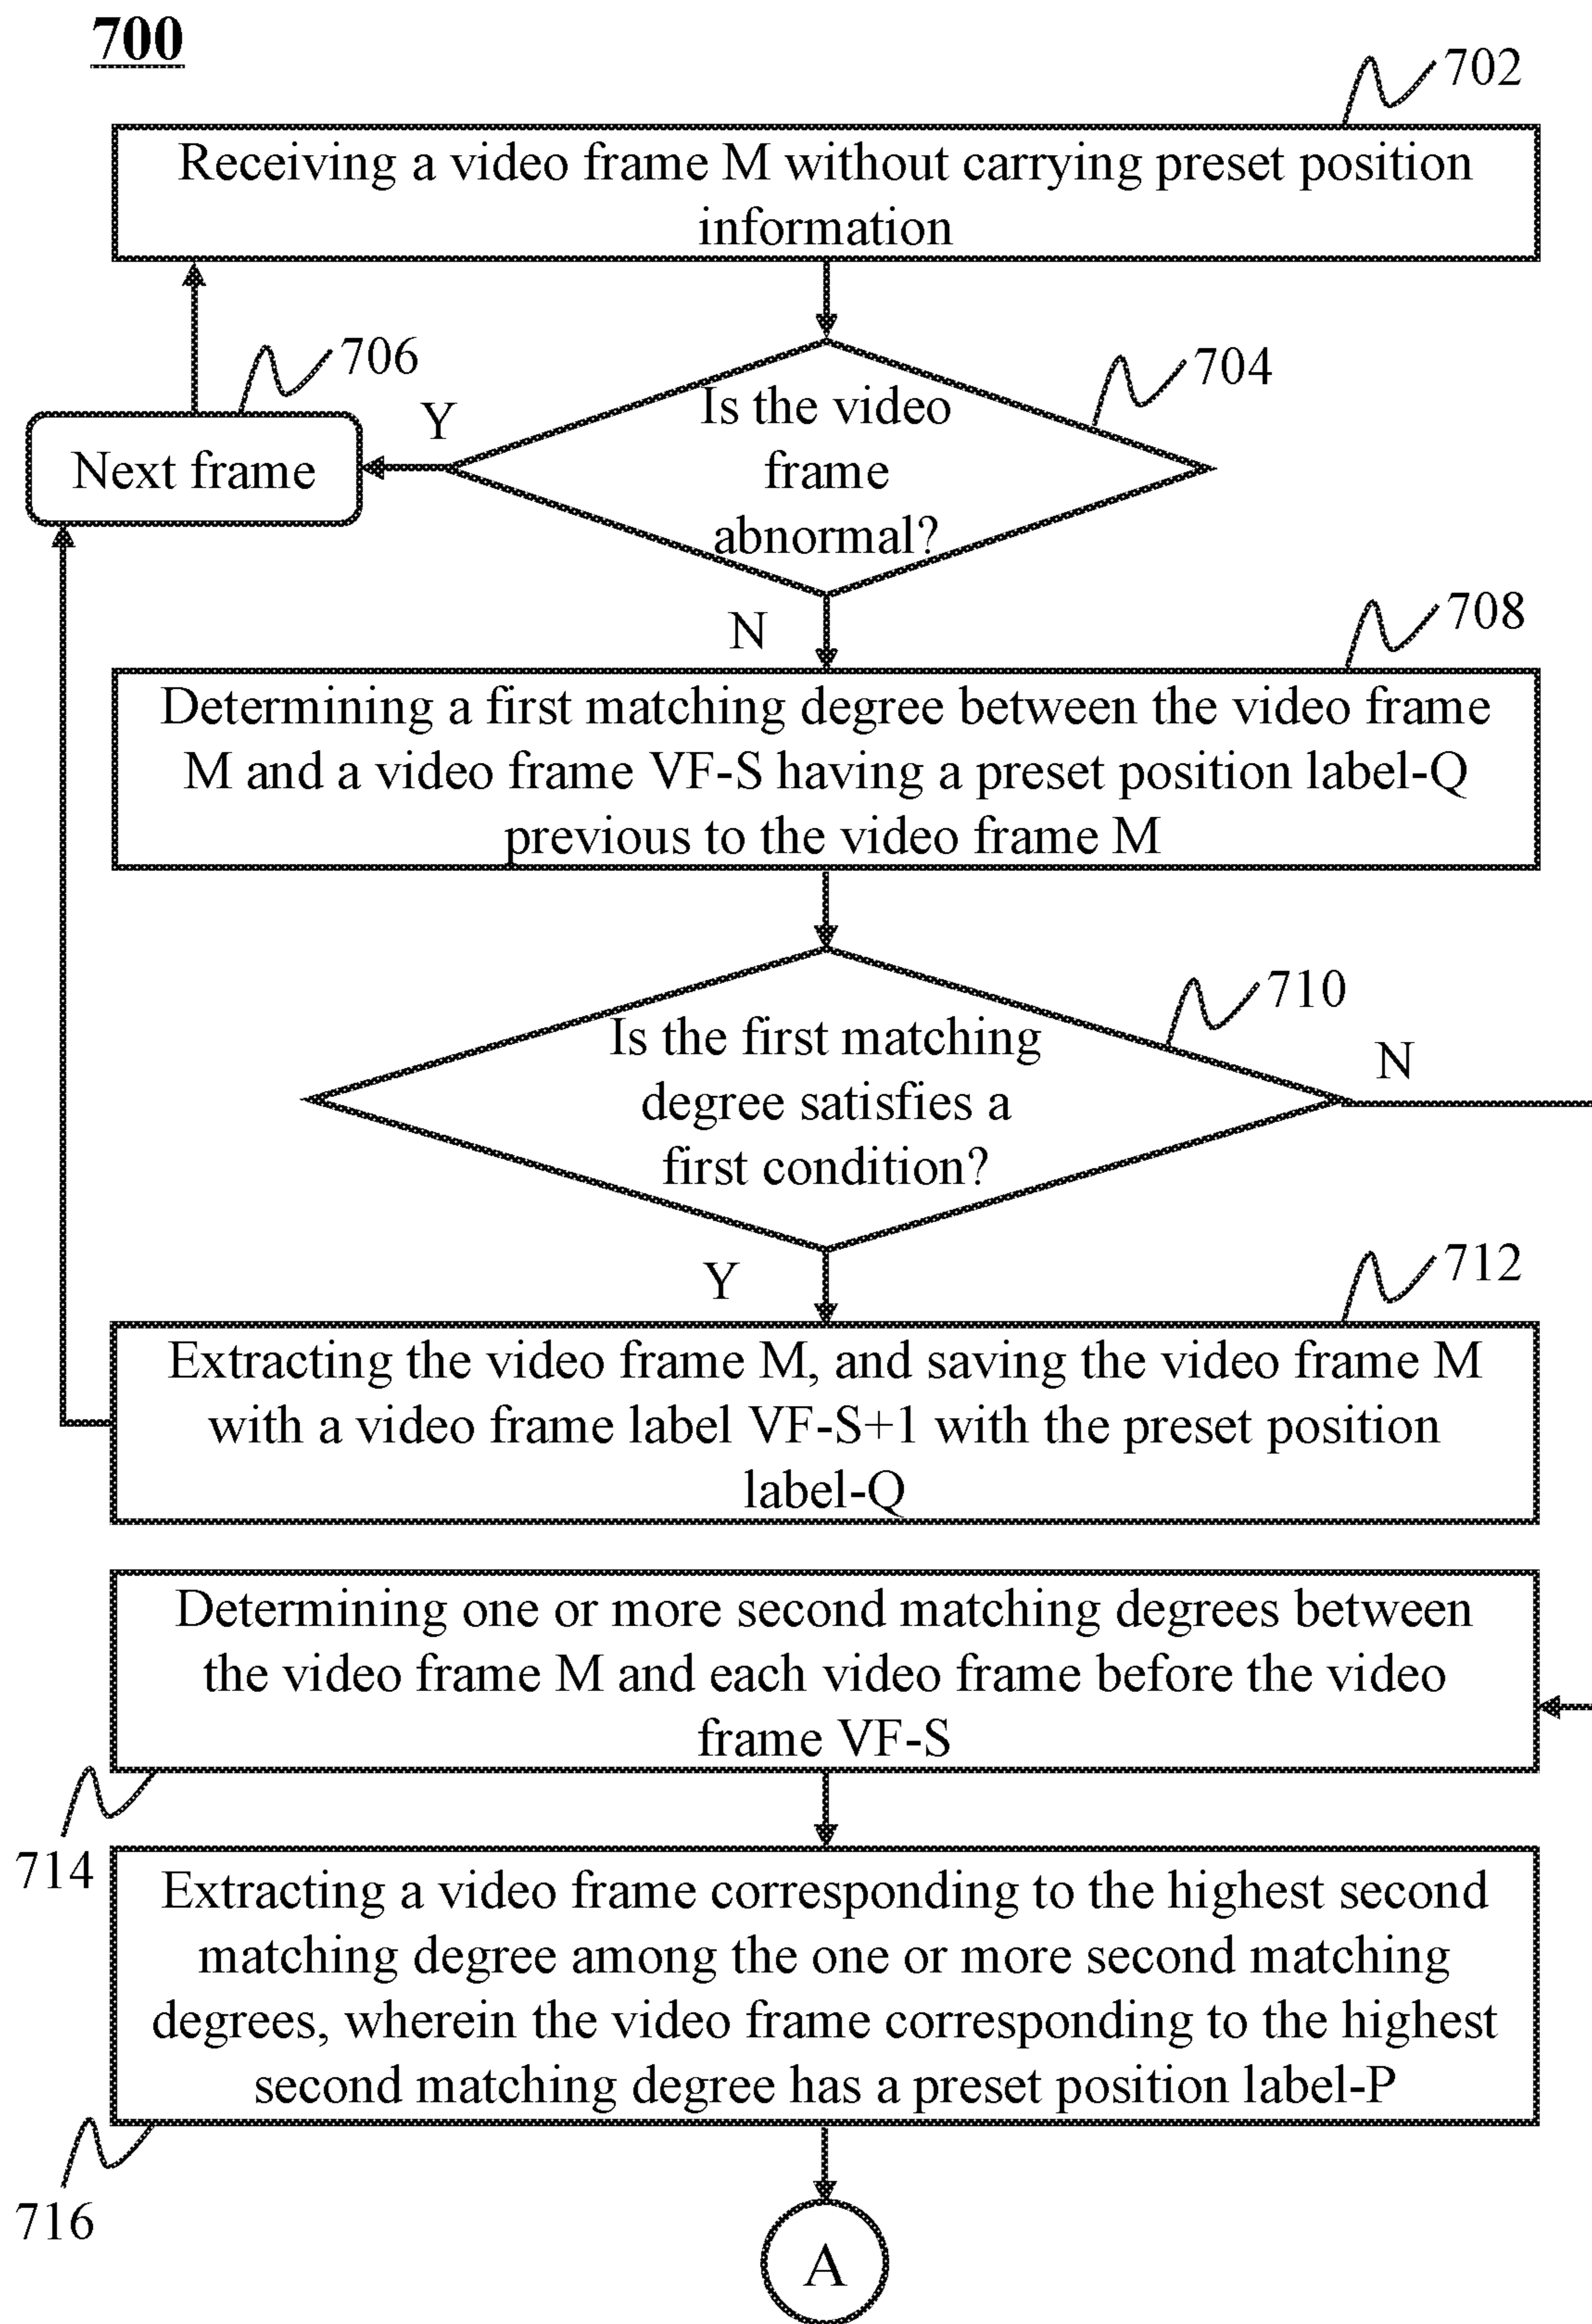 700
702
Receiving a video frame M without carrying preset position
information
706
704
Y
Is the video
frame
abnormal?
Next frame
N
708
Determining a first matching degree between the video frame
M and a video frame VF-S having a preset position label-Q
previous to the video frame M
710
Is the first matching
degree satisfies a
first condition?
N
Y
712
Extracting the video frame M, and saving the video frame M
with a video frame label VF-S+1 with the preset position
label-Q
Determining one or more second matching degrees between
the video frame M and each video frame before the video
frame VF-S
714
Extracting a video frame corresponding to the highest second
matching degree among the one or more second matching
degrees, wherein the video frame corresponding to the highest
second matching degree has a preset position label-P
716
A